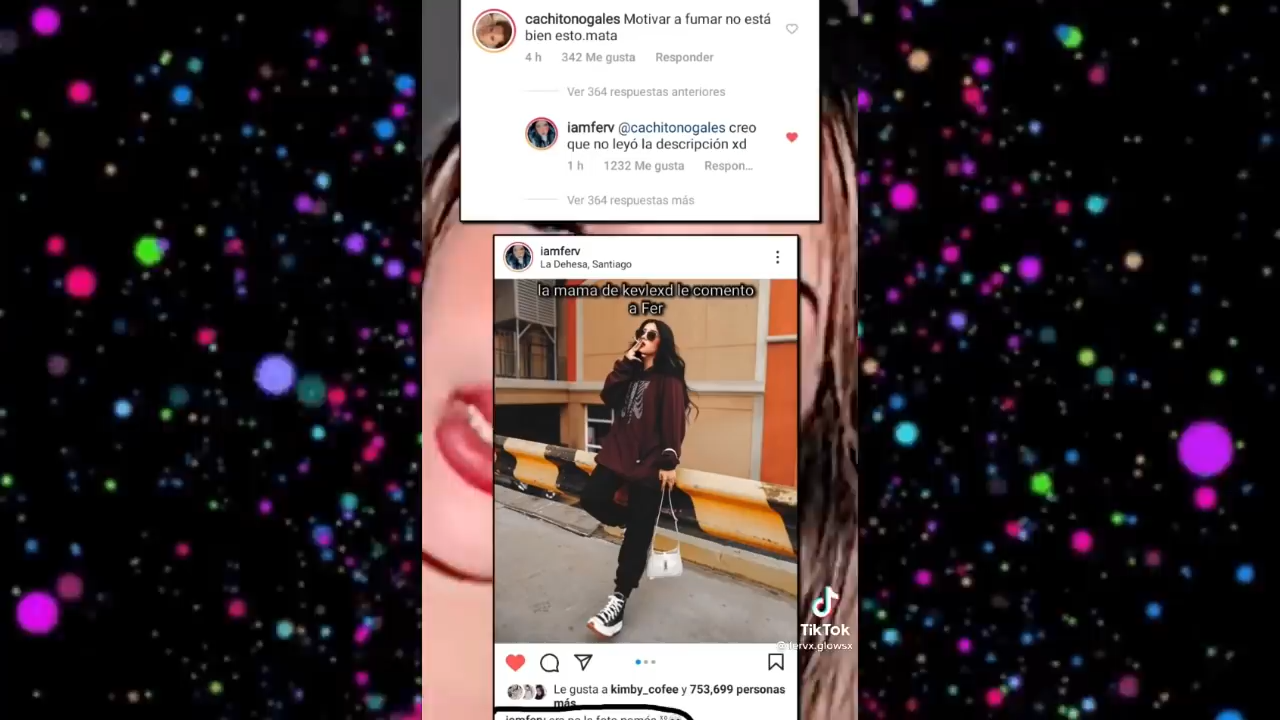 cachitonogales Motivar a fumar no está
bien esto.mata
4 h 342 Me gusta Responder
Ver 364 respuestas anteriores
iamferv @cachitonogales creo
que no leyó la descripción xd
1 h 1232 Me gusta Respon...
Ver 364 respuestas más
iamferv
La Dehesa, Santiago
la mama de kevlexd le comento
a Fer
TikTok
Le gusta a kimby_cofee y 753,699 personas
más